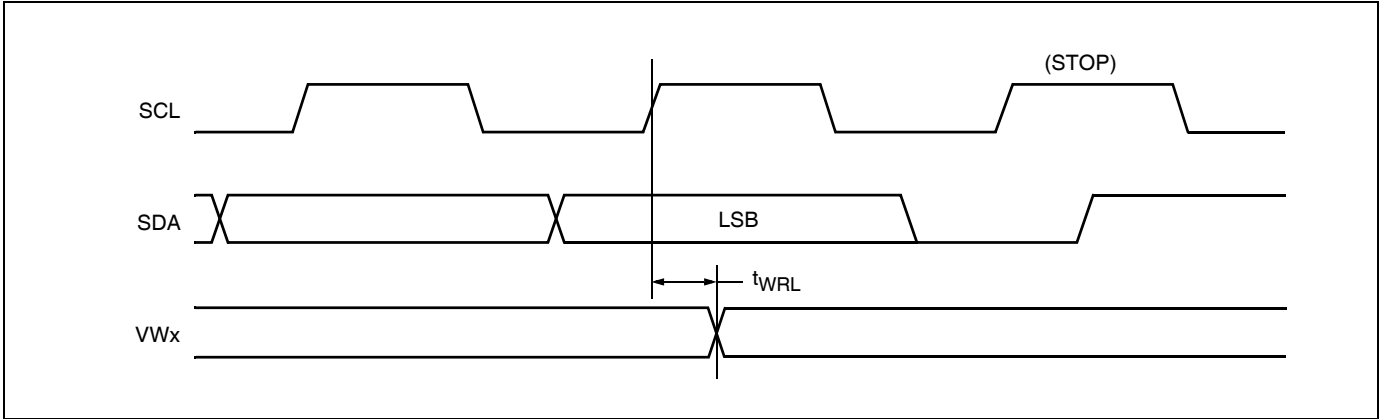 (STOP)
SCL
SDA
LSB
tWRL
VWx